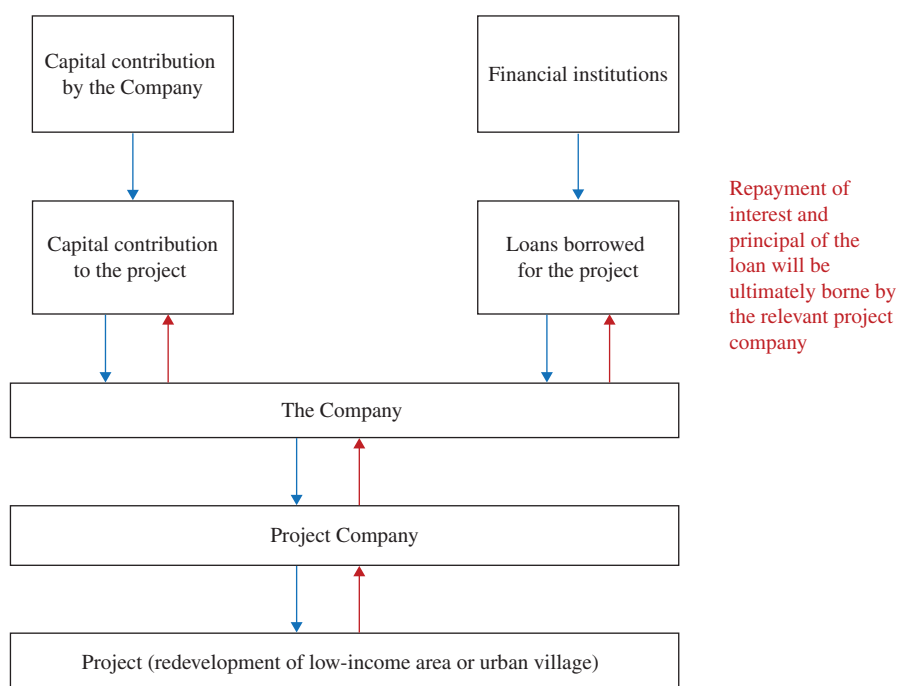 Capital contribution
by the Company
Financial institutions
Capital contribution
to the project
Loans borrowed
for the project
Repayment of
interest and
principal of the
loan will be
ultimately borne by
the relevant project
company
The Company
Project Company
Project (redevelopment of low-income area or urban village)